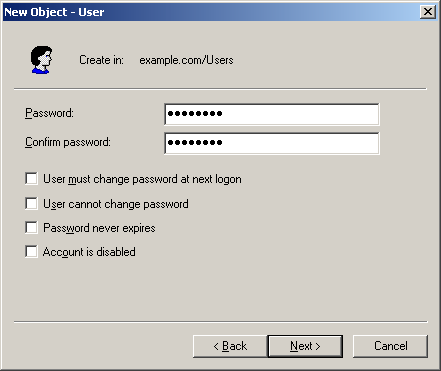 New Object - User
Create in: example.com/Users
Password: ●●●●●●●●
Confirm password: ●●●●●●●●
User must change password at next logon
User cannot change password
Password never expires
Account is disabled
< Back Next > Cancel